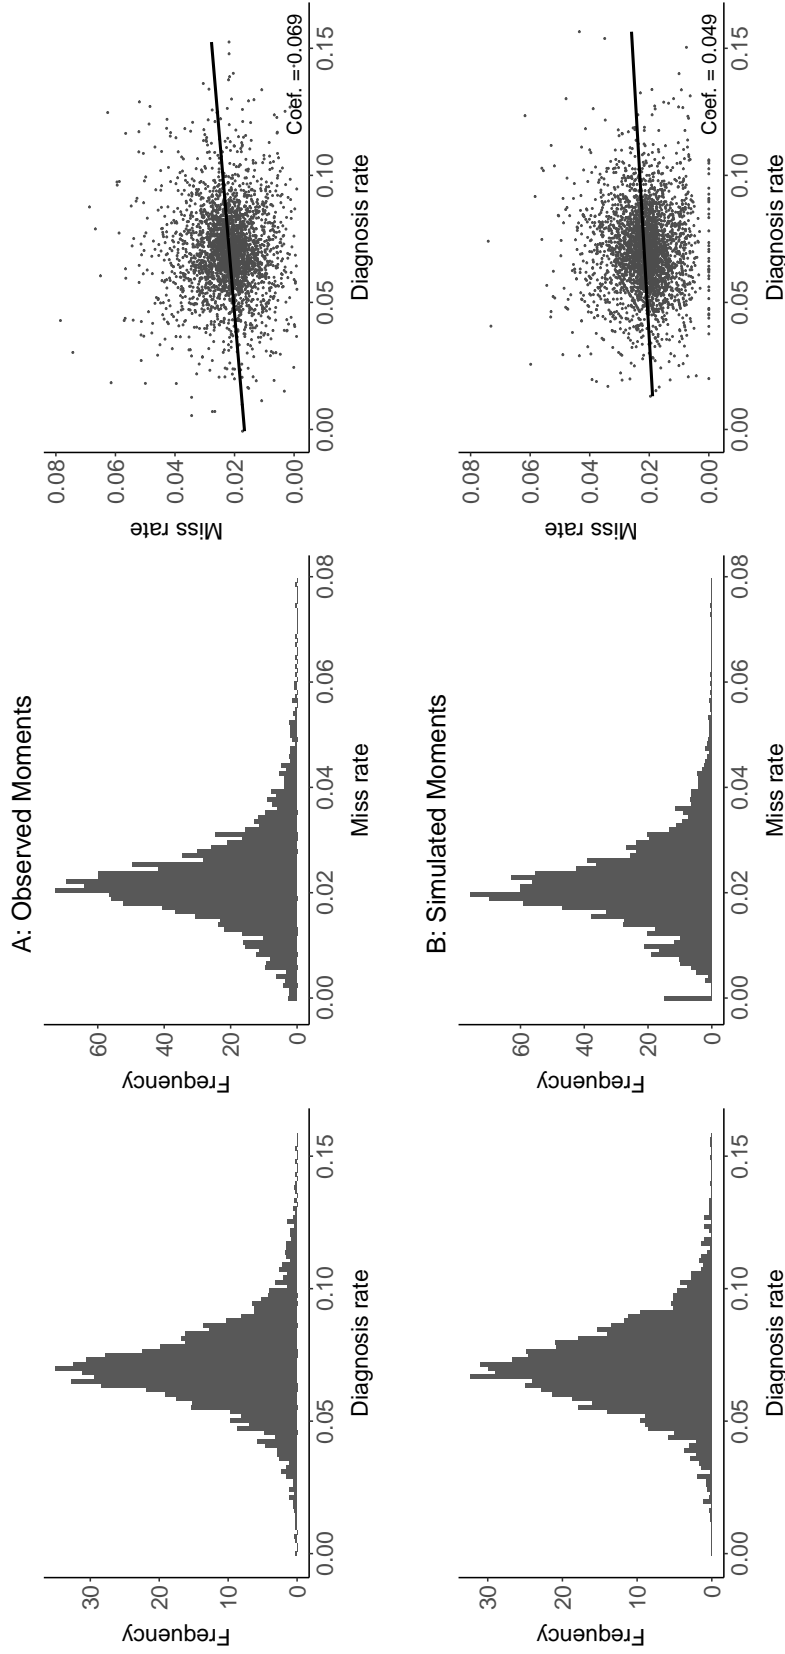 A: Observed Moments
Frequency
30
20
10
0
0.00 0.05 0.10 0.15
Diagnosis rate
Frequency
60
40
20
0
0.00 0.02 0.04 0.06 0.08
Miss rate
Miss rate
0.08
0.06
0.04
0.02
0.00
Coef. = 0.069
0.00 0.05 0.10 0.15
Diagnosis rate
B: Simulated Moments
Frequency
30
20
10
0
0.00 0.05 0.10 0.15
Diagnosis rate
Frequency
60
40
20
0
0.00 0.02 0.04 0.06 0.08
Miss rate
Miss rate
0.08
0.06
0.04
0.02
0.00
Coef. = 0.049
0.00 0.05 0.10 0.15
Diagnosis rate